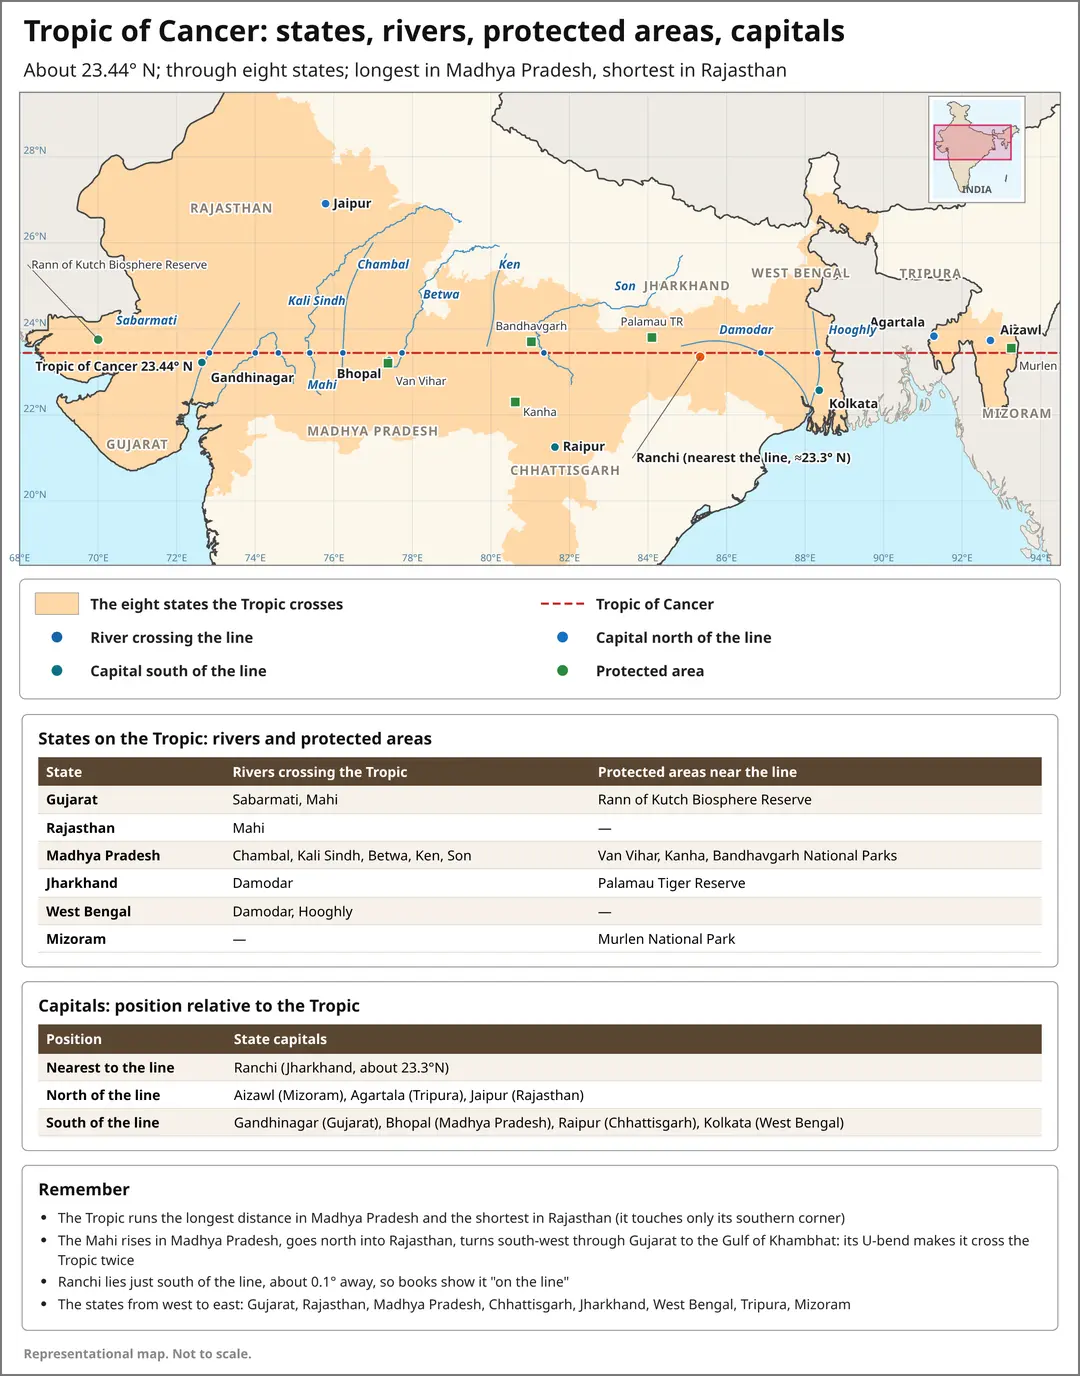 Tropic of Cancer: states, rivers, protected areas, capitals
About 23.44° N; through eight states; longest in Madhya Pradesh, shortest in Rajasthan
28°N
26°N
24°N
22°N
20°N
68°E
70°E
72°E
74°E
76°E
78°E
80°E
82°E
84°E
86°E
88°E
90°E
92°E
94°E
INDIA
RAJASTHAN
Jaipur
Rann of Kutch Biosphere Reserve
Sabarmati
Kali Sindh
Chambal
Betwa
Ken
Son
JHARKHAND
WEST BENGAL
TRIPURA
Bandhavgarh
Palamau TR
Damodar
Hooghly
Agartala
Aizawl
Tropic of Cancer 23.44° N
Gandhinagar
Mahi
Bhopal
Van Vihar
Murlen
Kanha
Kolkata
MIZORAM
GUJARAT
MADHYA PRADESH
Raipur
CHHATTISGARH
Ranchi (nearest the line, ≈23.3° N)
The eight states the Tropic crosses
Tropic of Cancer
River crossing the line
Capital north of the line
Capital south of the line
Protected area
States on the Tropic: rivers and protected areas
State Rivers crossing the Tropic Protected areas near the line
Gujarat Sabarmati, Mahi Rann of Kutch Biosphere Reserve
Rajasthan Mahi —
Madhya Pradesh Chambal, Kali Sindh, Betwa, Ken, Son Van Vihar, Kanha, Bandhavgarh National Parks
Jharkhand Damodar Palamau Tiger Reserve
West Bengal Damodar, Hooghly —
Mizoram — Murlen National Park
Capitals: position relative to the Tropic
Position State capitals
Nearest to the line Ranchi (Jharkhand, about 23.3°N)
North of the line Aizawl (Mizoram), Agartala (Tripura), Jaipur (Rajasthan)
South of the line Gandhinagar (Gujarat), Bhopal (Madhya Pradesh), Raipur (Chhattisgarh), Kolkata (West Bengal)
Remember
• The Tropic runs the longest distance in Madhya Pradesh and the shortest in Rajasthan (it touches only its southern corner)
• The Mahi rises in Madhya Pradesh, goes north into Rajasthan, turns south-west through Gujarat to the Gulf of Khambhat: its U-bend makes it cross the
Tropic twice
• Ranchi lies just south of the line, about 0.1° away, so books show it "on the line"
• The states from west to east: Gujarat, Rajasthan, Madhya Pradesh, Chhattisgarh, Jharkhand, West Bengal, Tripura, Mizoram
Representational map. Not to scale.